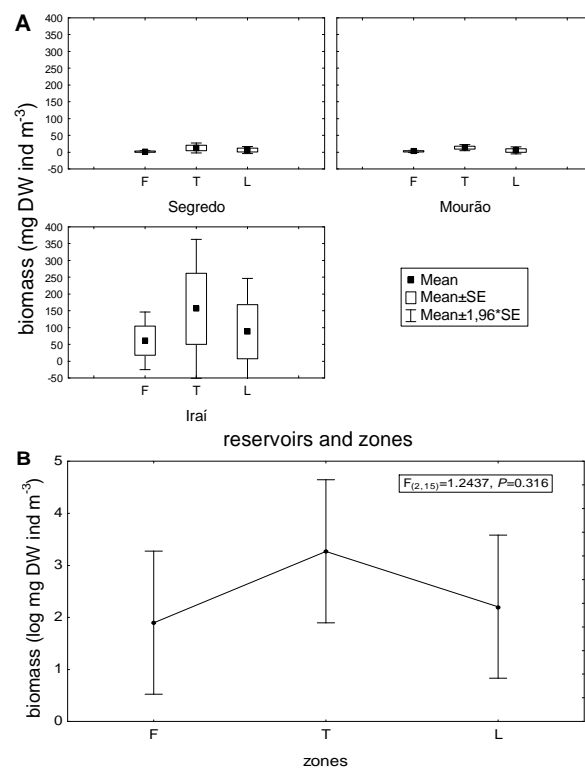 A
biomass (mg DW ind m-3)
400
350
300
250
200
150
100
50
0
-50
F T L
Segredo
F T L
Mourão
400
350
300
250
200
150
100
50
0
-50
F T L
Iraí
Mean
Mean±SE
Mean±1,96*SE
reservoirs and zones
B
biomass (log mg DW ind m-3)
5
4
3
2
1
0
F(2,15)=1.2437, P=0.316
F T L
zones